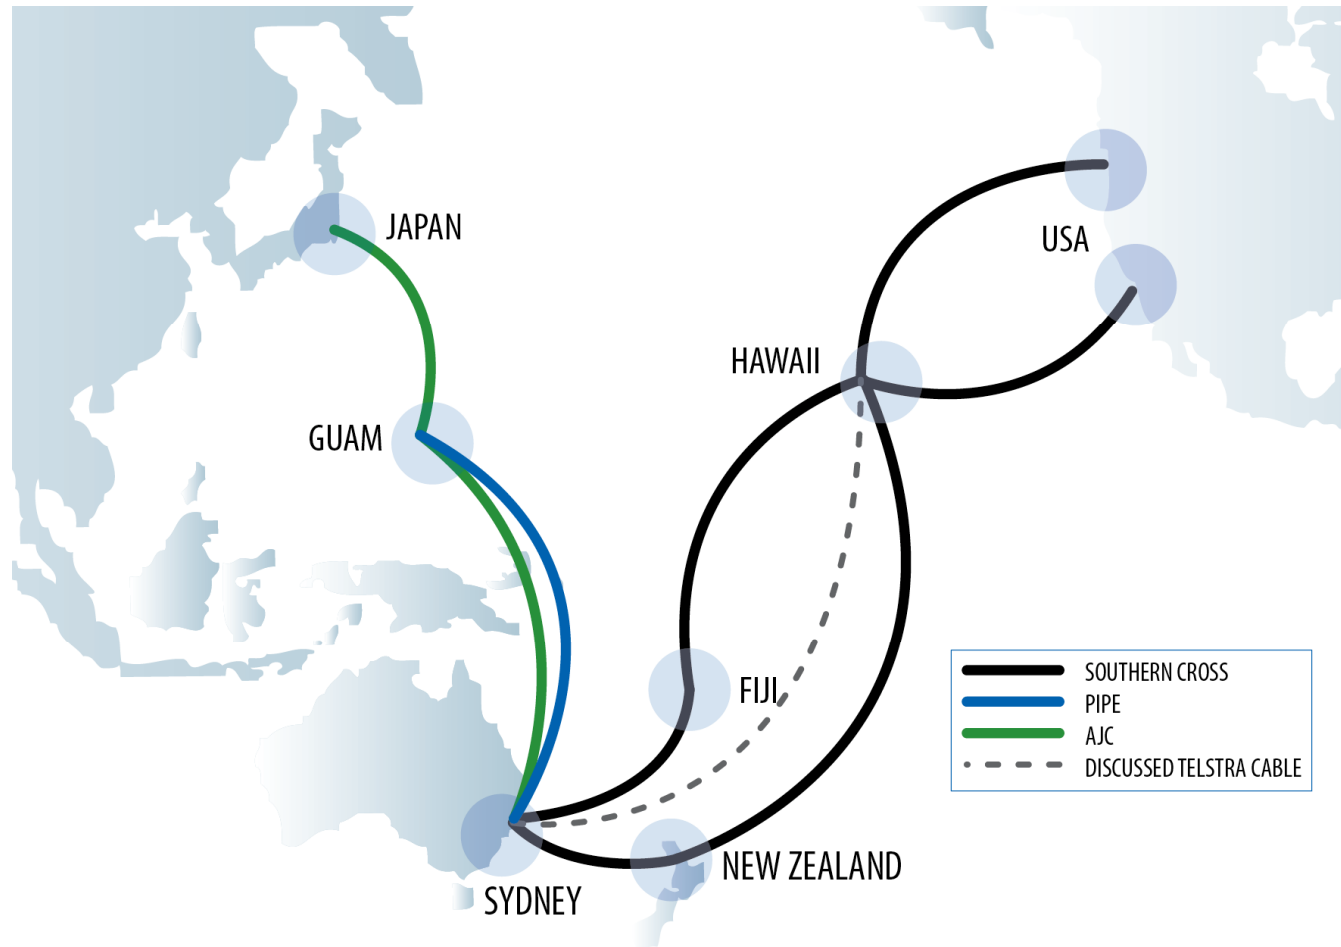 JAPAN
USA
HAWAII
GUAM
FIJI
SOUTHERN CROSS
PIPE
AJC
DISCUSSED TELSTRA CABLE
NEW ZEALAND
SYDNEY